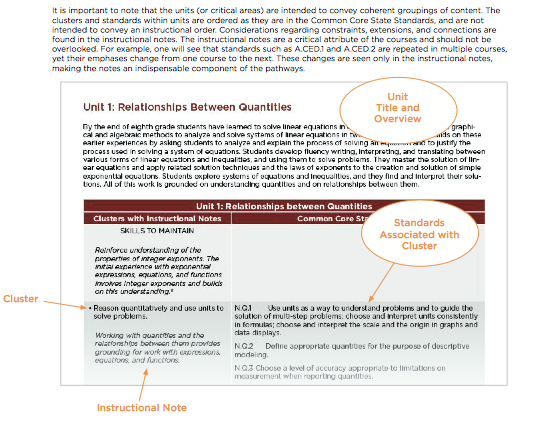 It is important to note that the units (or critical areas) are intended to convey coherent groupings of content. The
clusters and standards within units are ordered as they are in the Common Core State Standards, and are not
intended to convey an instructional order. Considerations regarding constraints, extensions, and connections are
found in the instructional notes. The instructional notes are a critical attribute of the courses and should not be
overlooked. For example, one will see that standards such as A.CED.1 and A.CED.2 are repeated in multiple courses,
yet their emphases change from one course to the next. These changes are seen only in the instructional notes,
making the notes an indispensable component of the pathways.
Unit
Title and
Overview
Unit 1: Relationships Between Quantities
By the end of eighth grade students have learned to solve linear equations in graphi-
cal and algebraic methods to analyze and solve systems of linear equations in on these
earlier experiences by asking students to analyze and explain the process of solving an and to justify the
process used in solving a system of equations. Students develop fluency writing, interpreting, and translating between
various forms of linear equations and inequalities, and using them to solve problems. They master the solution of lin-
ear equations and apply related solution techniques and the laws of exponents to the creation and solution of simple
exponential equations. Students explore systems of equations and inequalities, and they find and interpret their solu-
tions. All of this work is grounded on understanding quantities and on relationships between them.
Unit 1: Relationships between Quantities
Clusters with Instructional Notes Common Core
Standards
Associated with
Cluster
SKILLS TO MAINTAIN
Reinforce understanding of the
properties of integer exponents. The
initial experience with exponential
expressions, equations, and functions
involves integer exponents and builds
on this understanding.
Cluster
• Reason quantitatively and use units to
solve problems.
Working with quantities and the
relationships between them provides
grounding for work with expressions,
equations, and functions.
N.Q.1 Use units as a way to understand problems and to guide the
solution of multi-step problems; choose and interpret units consistently
in formulas; choose and interpret the scale and the origin in graphs and
data displays.
N.Q.2 Define appropriate quantities for the purpose of descriptive
modeling.
N.Q.3 Choose a level of accuracy appropriate to limitations on
measurement when reporting quantities.
Instructional Note